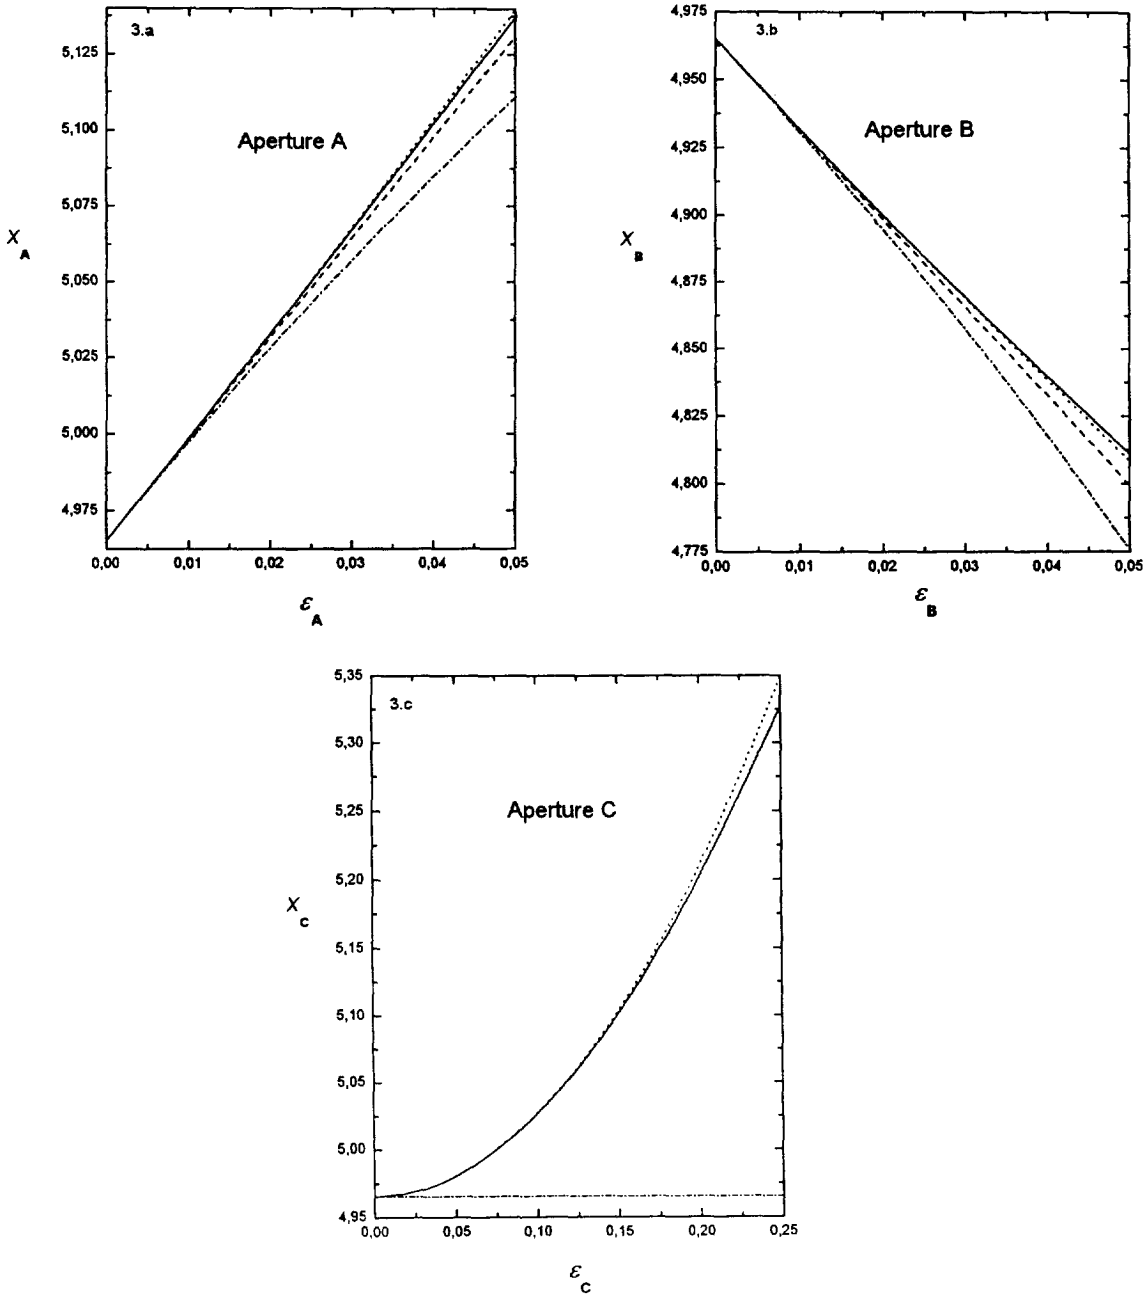 3.a
Aperture A
5,125
5,100
5,075
5,050
5,025
5,000
4,975
X A
0,00 0,01 0,02 0,03 0,04 0,05
ε A
3.b
Aperture B
4,975
4,950
4,925
4,900
4,875
4,850
4,825
4,800
4,775
X B
0,00 0,01 0,02 0,03 0,04 0,05
ε B
3.c
Aperture C
5,35
5,30
5,25
5,20
5,15
5,10
5,05
5,00
4,95
X C
0,00 0,05 0,10 0,15 0,20 0,25
ε C